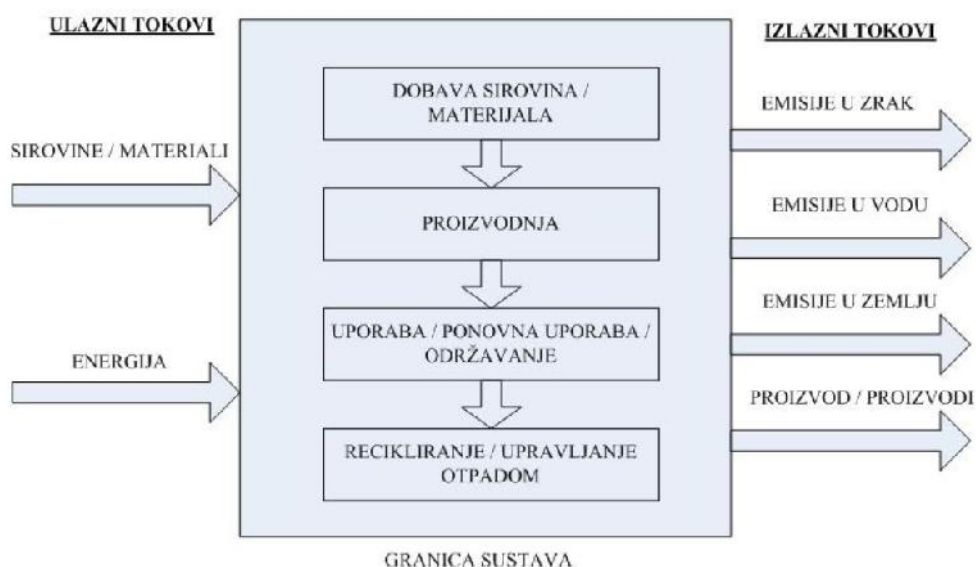 ULAZNI TOKOVI
SIROVINE / MATERIALI
ENERGIJA
DOBAVA SIROVINA /
MATERIJALA
PROIZVODNJA
UPORABA / PONOVNA UPORABA /
ODRŽAVANJE
RECIKLIRANJE / UPRAVLJANJE
OTPADOM
GRANICA SUSTAVA
IZLAZNI TOKOVI
EMISIJE U ZRAK
EMISIJE U VODU
EMISIJE U ZEMLJU
PROIZVOD / PROIZVODI